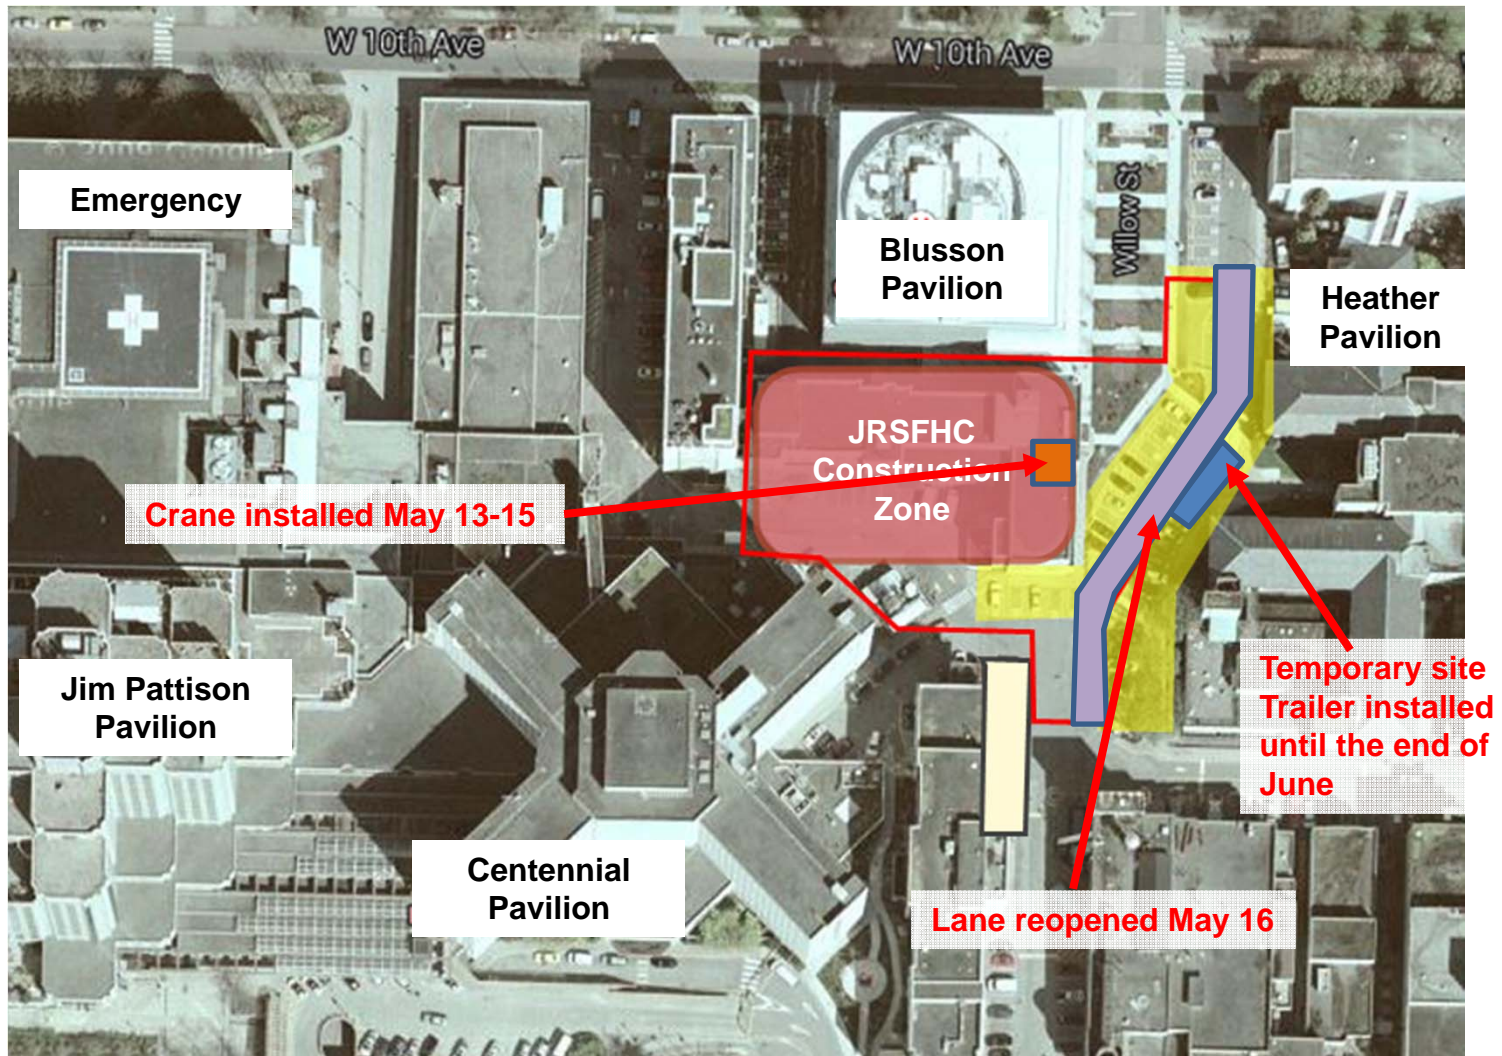 W 10th Ave
W 10th Ave
Emergency
Willow St
Blusson
Pavilion
Heather
Pavilion
JRSFHC
Construction
Zone
Crane installed May 13-15
Jim Pattison
Pavilion
Temporary site
Trailer installed
until the end of
June
Centennial
Pavilion
Lane reopened May 16